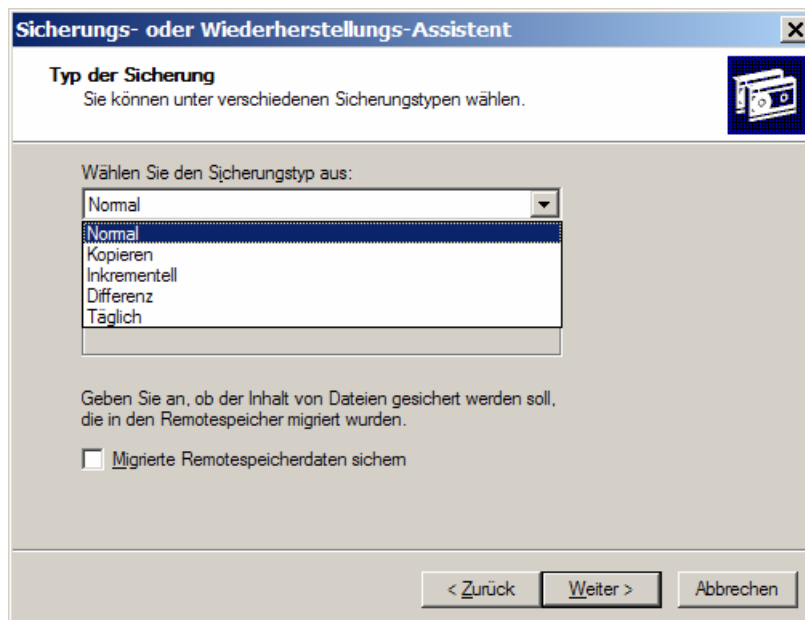 Sicherungs- oder Wiederherstellungs-Assistent
Typ der Sicherung
Sie können unter verschiedenen Sicherungstypen wählen.
Wählen Sie den Sicherungstyp aus:
Normal
Normal
Kopieren
Inkrementell
Differenz
Täglich
Geben Sie an, ob der Inhalt von Dateien gesichert werden soll,
die in den Remotespeicher migriert wurden.
Migrierte Remotespeicherdaten sichern
< Zurück Weiter > Abbrechen